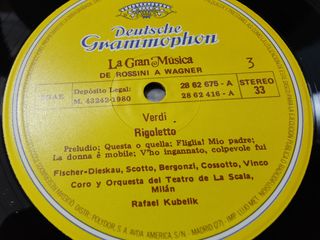 Deutsche
Grammophon
La Gran Música
DE ROSSINI A WAGNER
3
SGAE
Depósito Legal:
M. 43242-1980
28 62 675 - A
28 62 416 - A
STEREO
33
Verdi
Rigoletto
Preludio; Questa o quella; Figlia! Mio padre;
La donna é mobile; V'ho ingannato, colpevole fui
Fischer-Dieskau, Scotto, Bergonzi, Cossotto, Vinco
Coro y Orquesta del Teatro de La Scala,
Milán
Rafael Kubelik